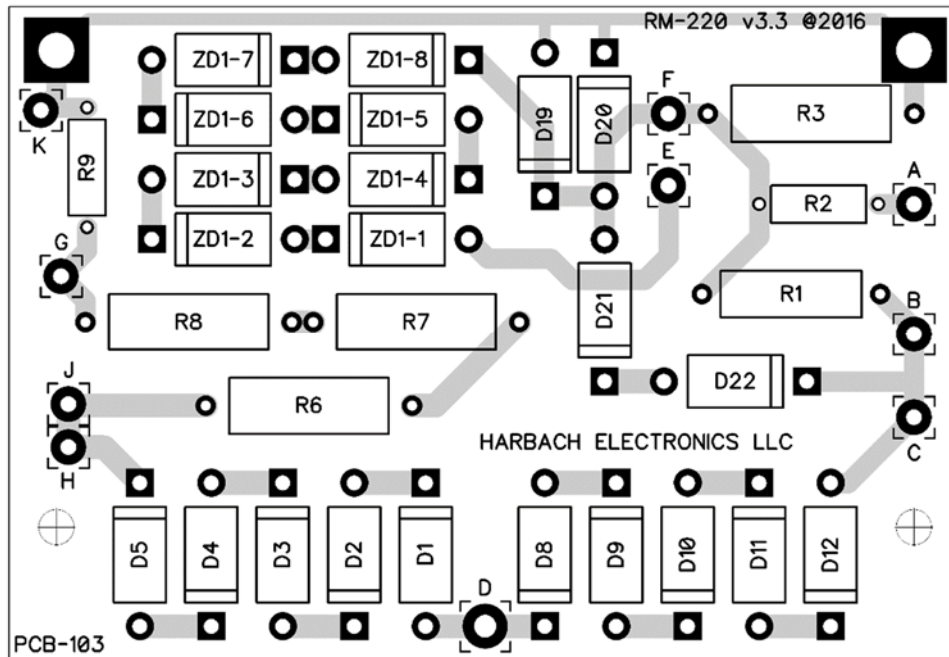 RM-220 v3.3 @2016
ZD1-7
ZD1-8
F
K
ZD1-6
ZD1-5
D19
D20
R3
E
R9
ZD1-3
ZD1-4
A
R2
G
ZD1-2
ZD1-1
D21
R1
B
R8
R7
J
R6
D22
HARBACH ELECTRONICS LLC
C
H
D5
D4
D3
D2
D1
D8
D9
D10
D11
D12
D
PCB-103